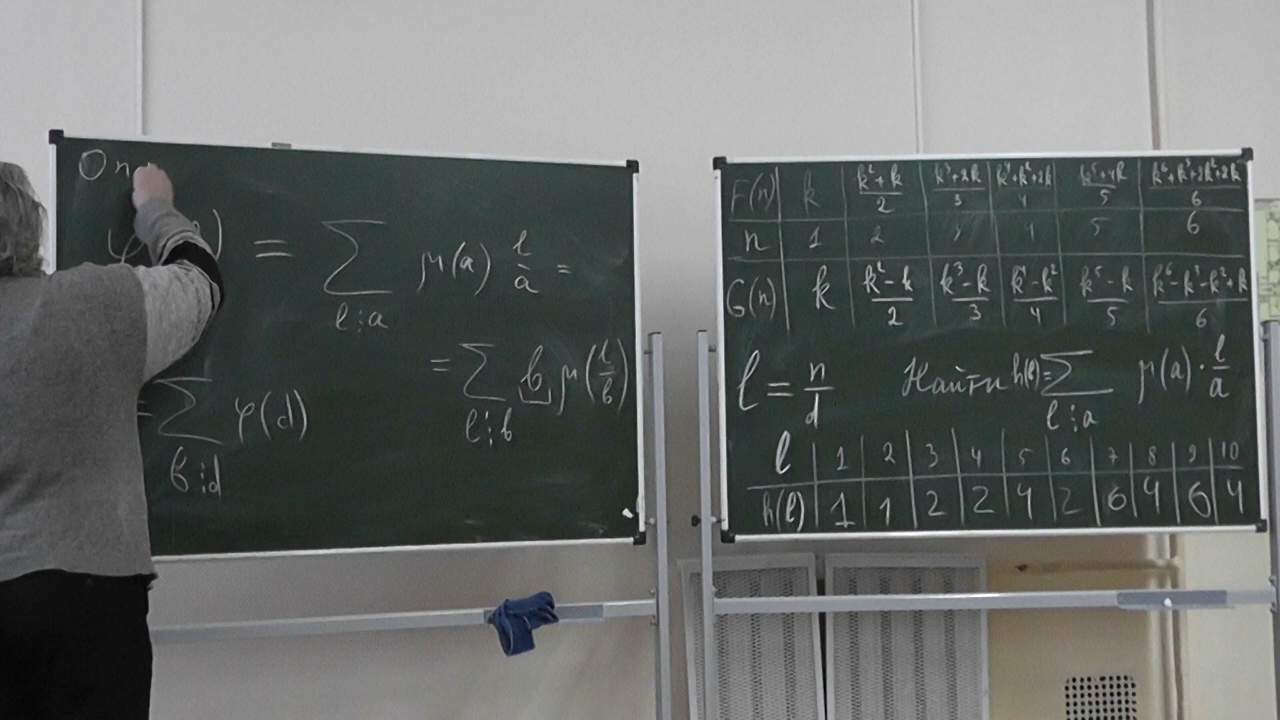 Оп
φ( ) = ∑_{ℓ⋮a} μ(a) ℓ/a =
= ∑_{ℓ⋮b} b μ(ℓ/b)
= ∑_{b⋮d} φ(d)
F(n) | k | (k²+k)/2 | (k³+2k)/3 | (k⁴+k²+2k)/4 | (k⁵+4k)/5 | (k⁶+k³+2k²+2k)/6
n | 1 | 2 | 3 | 4 | 5 | 6
G(n) | k | (k²-k)/2 | (k³-k)/3 | (k⁴-k²)/4 | (k⁵-k)/5 | (k⁶-k³-k²+k)/6
ℓ = n/d Найти h(ℓ)= ∑_{ℓ⋮a} μ(a)·ℓ/a
ℓ | 1 | 2 | 3 | 4 | 5 | 6 | 7 | 8 | 9 | 10
h(ℓ) | 1 | 1 | 2 | 2 | 4 | 2 | 6 | 4 | 6 | 4